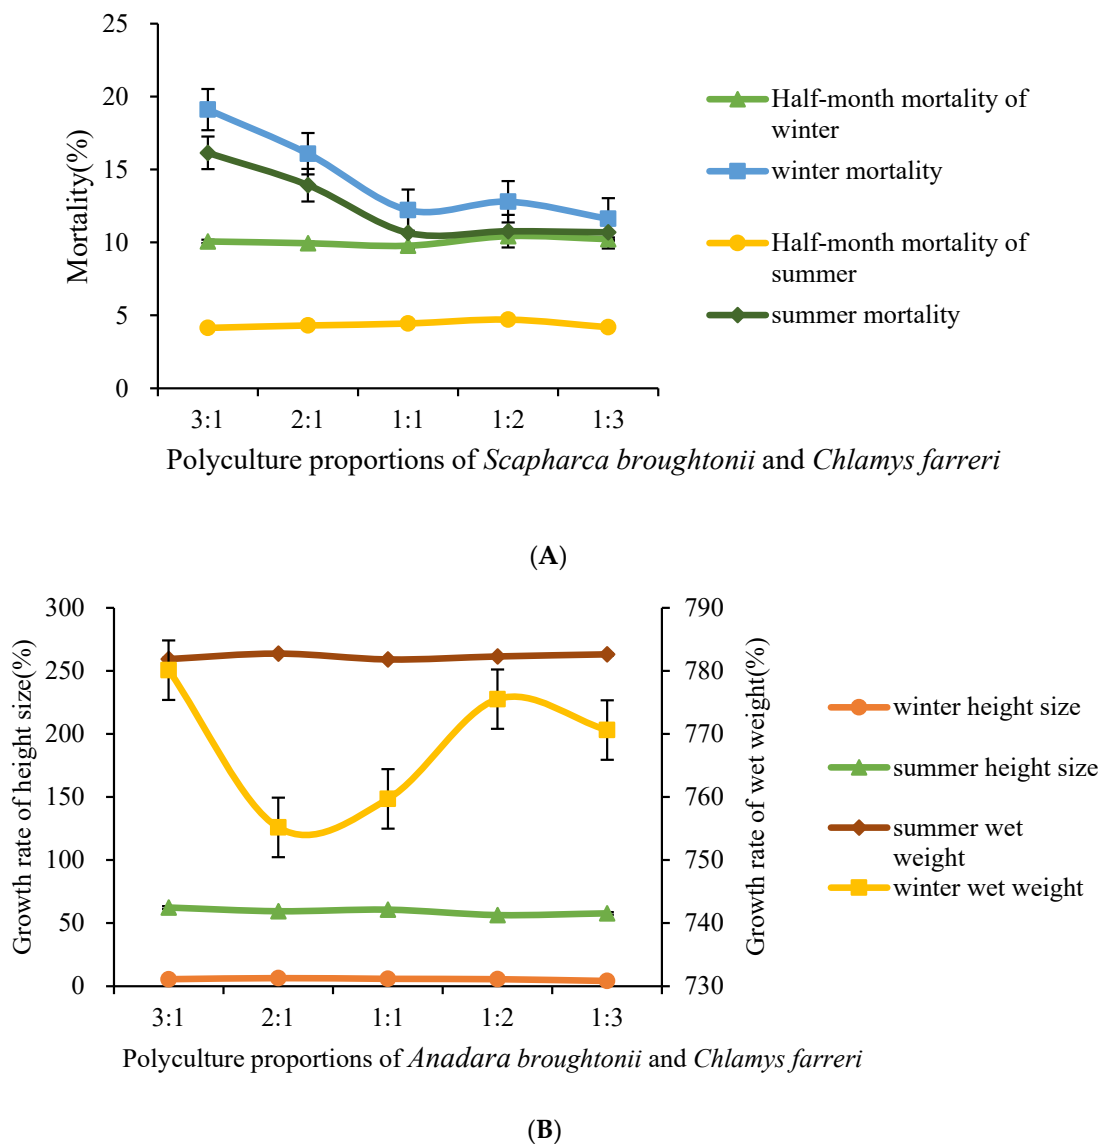 25
20
15
10
5
0
Mortality(%)
3:1 2:1 1:1 1:2 1:3
Polyculture proportions of Scapharca broughtonii and Chlamys farreri
Half-month mortality of
winter
winter mortality
Half-month mortality of
summer
summer mortality
(A)
300
250
200
150
100
50
0
Growth rate of height size(%)
790
780
770
760
750
740
730
Growth rate of wet weight(%)
3:1 2:1 1:1 1:2 1:3
Polyculture proportions of Anadara broughtonii and Chlamys farreri
winter height size
summer height size
summer wet
weight
winter wet weight
(B)